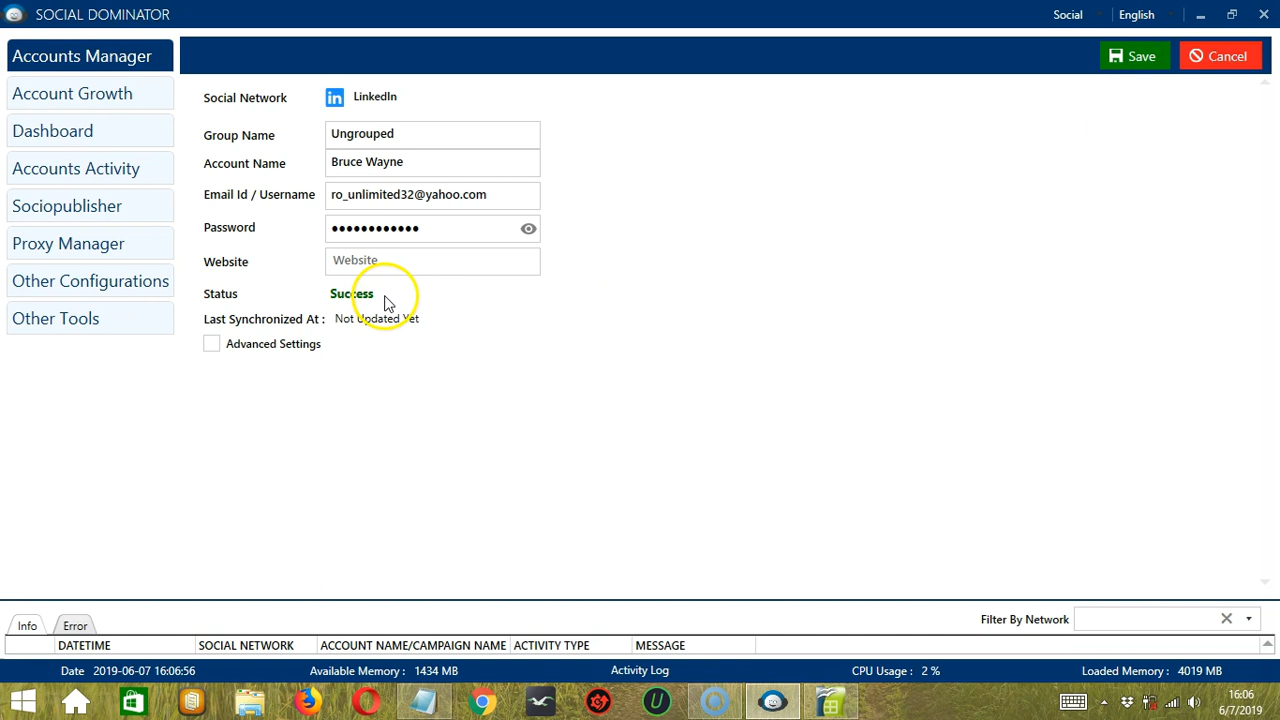 SOCIAL DOMINATOR
Social
English
Accounts Manager
Save
Cancel
Account Growth
Dashboard
Accounts Activity
Sociopublisher
Proxy Manager
Other Configurations
Other Tools
Social Network
in
LinkedIn
Group Name
Ungrouped
Account Name
Bruce Wayne
Email Id / Username
ro_unlimited32@yahoo.com
Password
••••••••••••
Website
Website
Status
Success
Last Synchronized At :
Not Updated Yet
Advanced Settings
Info
Error
Filter By Network
DATETIME
SOCIAL NETWORK
ACCOUNT NAME/CAMPAIGN NAME
ACTIVITY TYPE
MESSAGE
Date 2019-06-07 16:06:56
Available Memory : 1434 MB
Activity Log
CPU Usage : 2 %
Loaded Memory : 4019 MB
16:06
6/7/2019